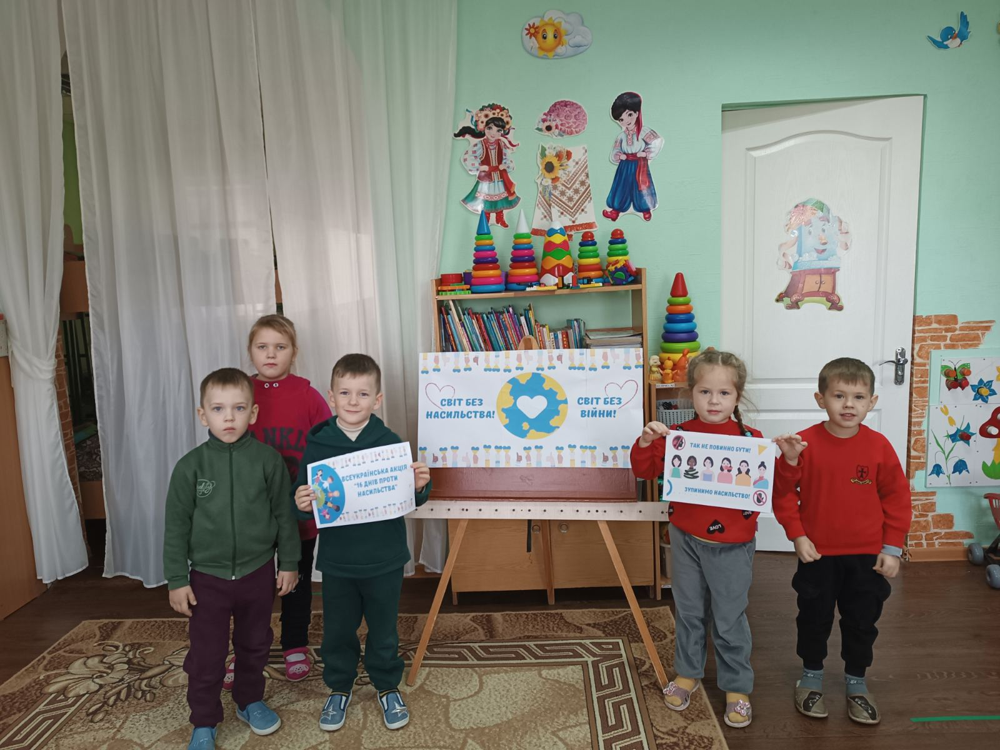 СВІТ БЕЗ
НАСИЛЬСТВА!
СВІТ БЕЗ
ВІЙНИ!
ВСЕУКРАЇНСЬКА АКЦІЯ
"16 ДНІВ ПРОТИ
НАСИЛЬСТВА"
ТАК НЕ ПОВИННО БУТИ!
ЗУПИНИМО НАСИЛЬСТВО!
LOVE